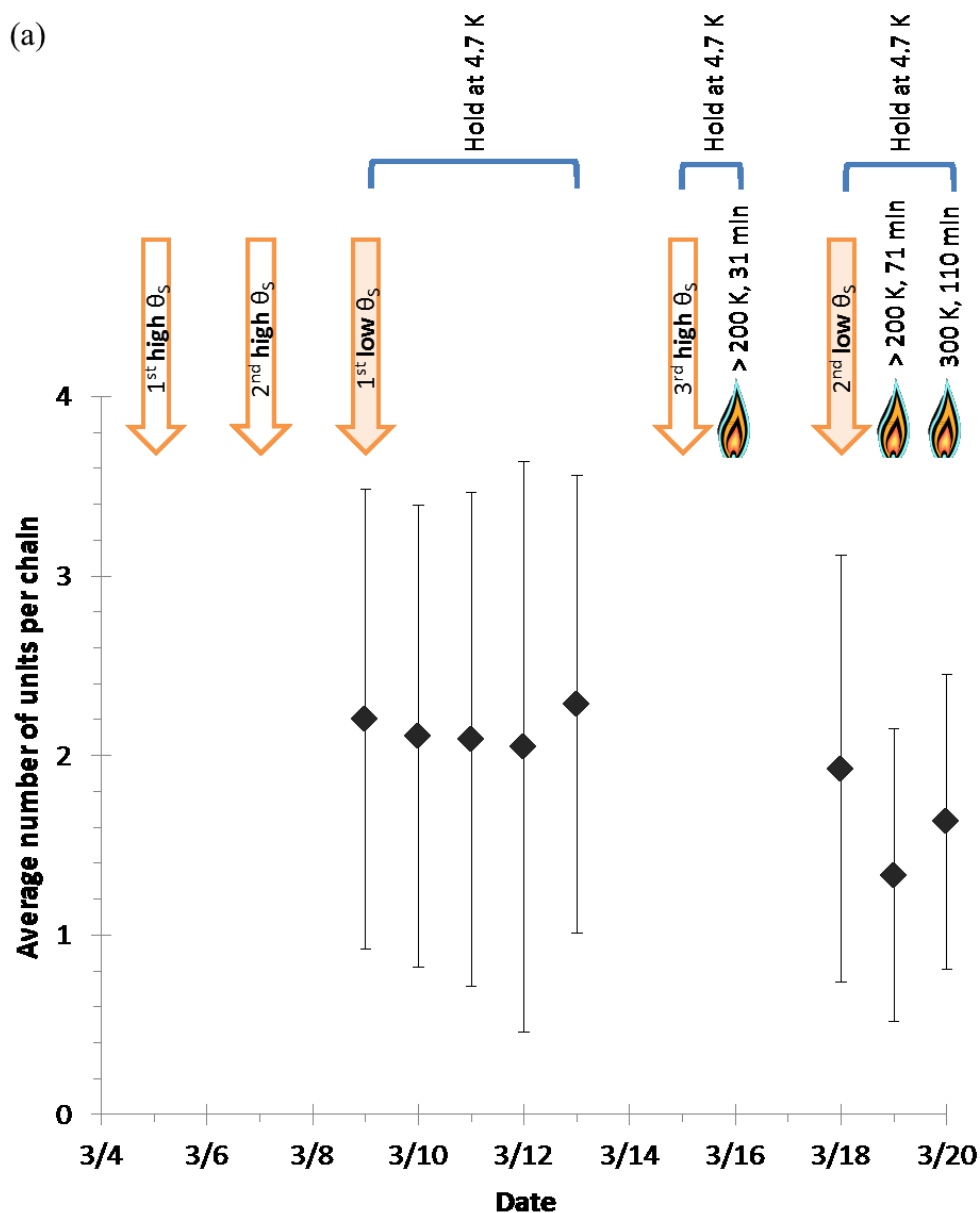 (a)
Hold at 4.7 K
Hold at 4.7 K
Hold at 4.7 K
1st high θS
2nd high θS
1st low θS
3rd high θS
> 200 K, 31 min
2nd low θS
> 200 K, 71 min
300 K, 110 min
Average number of units per chain
4
3
2
1
0
3/4
3/6
3/8
3/10
3/12
3/14
3/16
3/18
3/20
Date